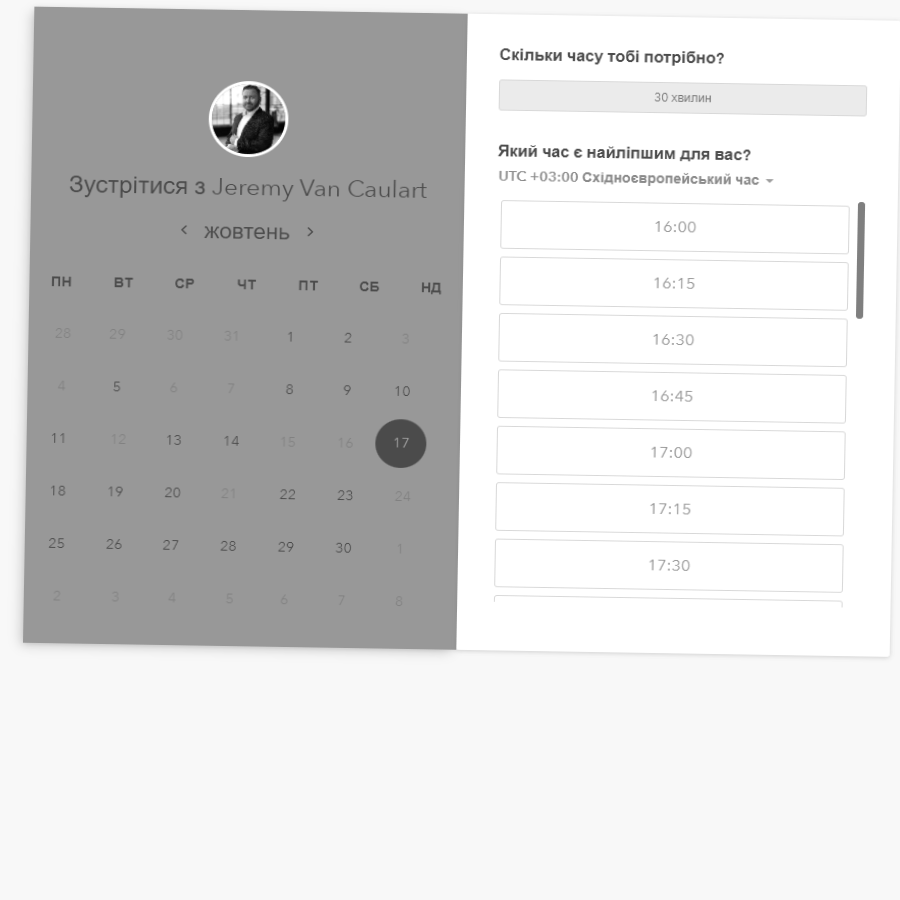 Зустрітися з Jeremy Van Caulart
жовтень
ПН ВТ СР ЧТ ПТ СБ НД
28 29 30 31 1 2 3
4 5 6 7 8 9 10
11 12 13 14 15 16 17
18 19 20 21 22 23 24
25 26 27 28 29 30 1
2 3 4 5 6 7 8
Скільки часу тобі потрібно?
30 хвилин
Який час є найліпшим для вас?
UTC +03:00 Східноєвропейський час
16:00
16:15
16:30
16:45
17:00
17:15
17:30